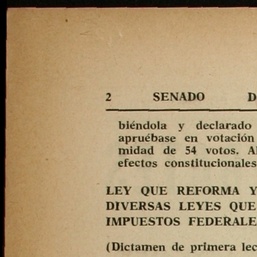 2 SENADO D
biéndola y declarado
apruébase en votación
midad de 54 votos. A
efectos constitucionales
LEY QUE REFORMA Y
DIVERSAS LEYES QUE
IMPUESTOS FEDERALE
(Dictamen de primera lec